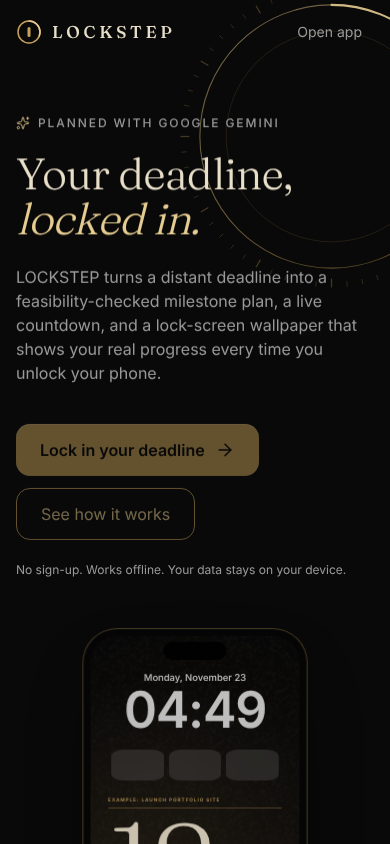 LOCKSTEP
Open app
PLANNED WITH GOOGLE GEMINI
Your deadline,
locked in.
LOCKSTEP turns a distant deadline into a
feasibility-checked milestone plan, a live
countdown, and a lock-screen wallpaper that
shows your real progress every time you
unlock your phone.
Lock in your deadline →
See how it works
No sign-up. Works offline. Your data stays on your device.
Monday, November 23
04:49
EXAMPLE: LAUNCH PORTFOLIO SITE